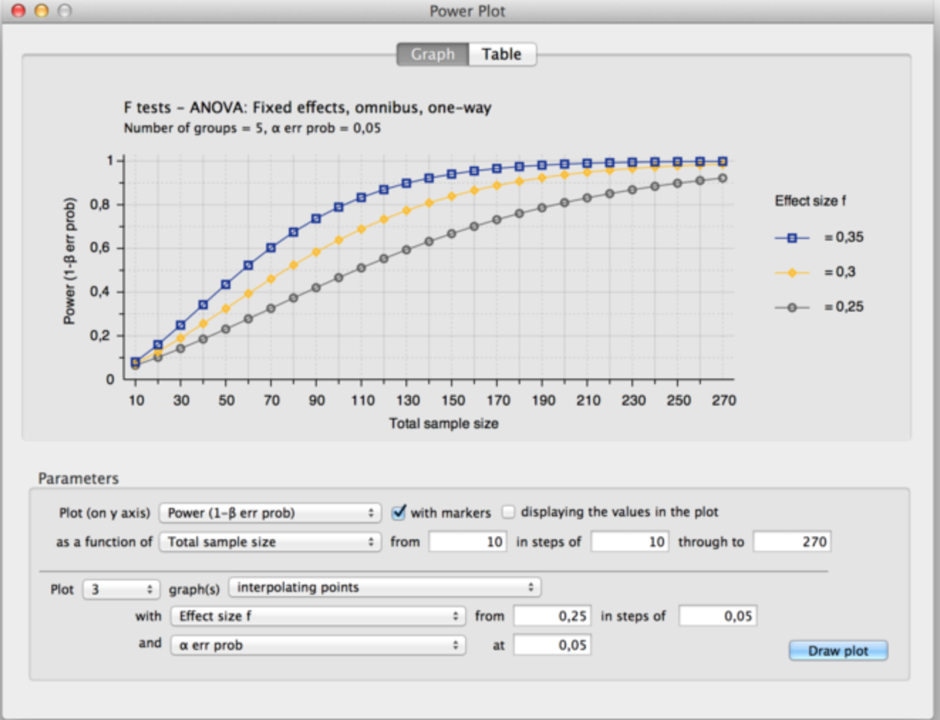 Power Plot
Graph Table
F tests – ANOVA: Fixed effects, omnibus, one-way
Number of groups = 5, α err prob = 0,05
1
0,8
0,6
0,4
0,2
0
Power (1-β err prob)
10 30 50 70 90 110 130 150 170 190 210 230 250 270
Total sample size
Effect size f
= 0,35
= 0,3
= 0,25
Parameters
Plot (on y axis) Power (1-β err prob) with markers displaying the values in the plot
as a function of Total sample size from 10 in steps of 10 through to 270
Plot 3 graph(s) interpolating points
with Effect size f from 0,25 in steps of 0,05
and α err prob at 0,05
Draw plot